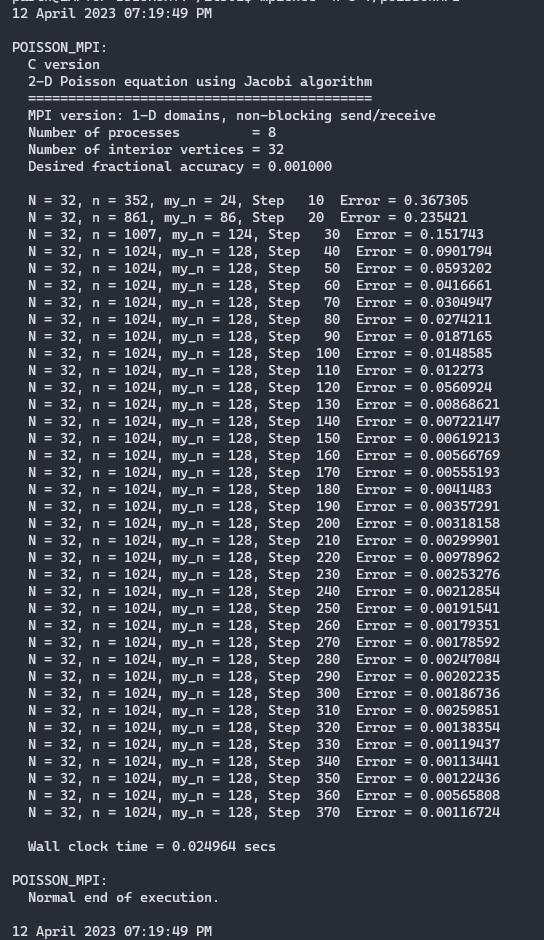 12 April 2023 07:19:49 PM
POISSON_MPI:
C version
2-D Poisson equation using Jacobi algorithm
===========================================
MPI version: 1-D domains, non-blocking send/receive
Number of processes         = 8
Number of interior vertices = 32
Desired fractional accuracy = 0.001000
N = 32, n = 352, my_n = 24, Step   10  Error = 0.367305
N = 32, n = 861, my_n = 86, Step   20  Error = 0.235421
N = 32, n = 1007, my_n = 124, Step   30  Error = 0.151743
N = 32, n = 1024, my_n = 128, Step   40  Error = 0.0901794
N = 32, n = 1024, my_n = 128, Step   50  Error = 0.0593202
N = 32, n = 1024, my_n = 128, Step   60  Error = 0.0416661
N = 32, n = 1024, my_n = 128, Step   70  Error = 0.0304947
N = 32, n = 1024, my_n = 128, Step   80  Error = 0.0274211
N = 32, n = 1024, my_n = 128, Step   90  Error = 0.0187165
N = 32, n = 1024, my_n = 128, Step  100  Error = 0.0148585
N = 32, n = 1024, my_n = 128, Step  110  Error = 0.012273
N = 32, n = 1024, my_n = 128, Step  120  Error = 0.0560924
N = 32, n = 1024, my_n = 128, Step  130  Error = 0.00868621
N = 32, n = 1024, my_n = 128, Step  140  Error = 0.00722147
N = 32, n = 1024, my_n = 128, Step  150  Error = 0.00619213
N = 32, n = 1024, my_n = 128, Step  160  Error = 0.00566769
N = 32, n = 1024, my_n = 128, Step  170  Error = 0.00555193
N = 32, n = 1024, my_n = 128, Step  180  Error = 0.0041483
N = 32, n = 1024, my_n = 128, Step  190  Error = 0.00357291
N = 32, n = 1024, my_n = 128, Step  200  Error = 0.00318158
N = 32, n = 1024, my_n = 128, Step  210  Error = 0.00299901
N = 32, n = 1024, my_n = 128, Step  220  Error = 0.00978962
N = 32, n = 1024, my_n = 128, Step  230  Error = 0.00253276
N = 32, n = 1024, my_n = 128, Step  240  Error = 0.00212854
N = 32, n = 1024, my_n = 128, Step  250  Error = 0.00191541
N = 32, n = 1024, my_n = 128, Step  260  Error = 0.00179351
N = 32, n = 1024, my_n = 128, Step  270  Error = 0.00178592
N = 32, n = 1024, my_n = 128, Step  280  Error = 0.00247084
N = 32, n = 1024, my_n = 128, Step  290  Error = 0.00202235
N = 32, n = 1024, my_n = 128, Step  300  Error = 0.00186736
N = 32, n = 1024, my_n = 128, Step  310  Error = 0.00259851
N = 32, n = 1024, my_n = 128, Step  320  Error = 0.00138354
N = 32, n = 1024, my_n = 128, Step  330  Error = 0.00119437
N = 32, n = 1024, my_n = 128, Step  340  Error = 0.00113441
N = 32, n = 1024, my_n = 128, Step  350  Error = 0.00122436
N = 32, n = 1024, my_n = 128, Step  360  Error = 0.00565808
N = 32, n = 1024, my_n = 128, Step  370  Error = 0.00116724
Wall clock time = 0.024964 secs
POISSON_MPI:
Normal end of execution.
12 April 2023 07:19:49 PM